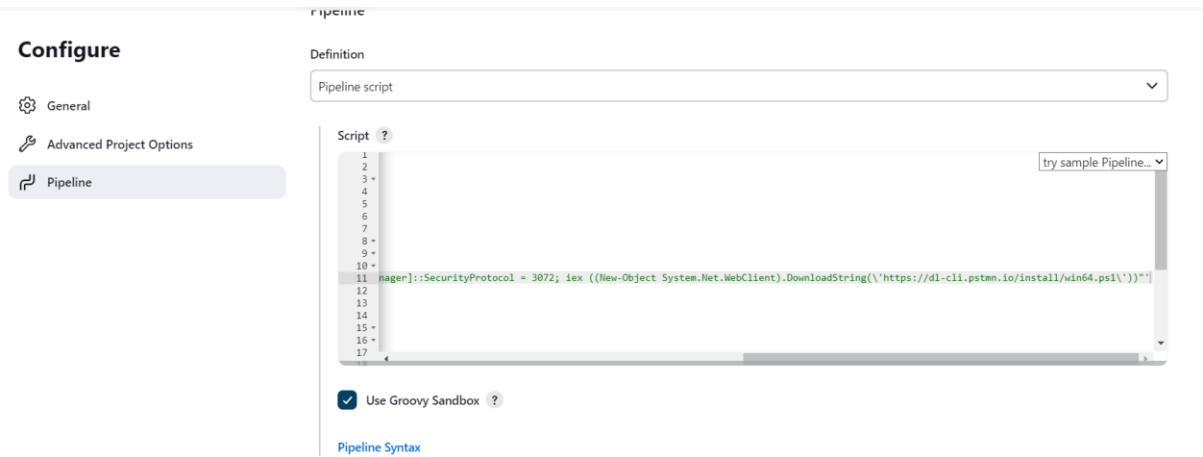 Pipeline
Configure
Definition
Pipeline script
General
Advanced Project Options
Script ?
try sample Pipeline...
Pipeline
1
2
3
4
5
6
7
8
9
10
11 nager]::SecurityProtocol = 3072; iex ((New-Object System.Net.WebClient).DownloadString(\'https://dl-cli.pstmn.io/install/win64.ps1\'))"'
12
13
14
15
16
17
Use Groovy Sandbox ?
Pipeline Syntax